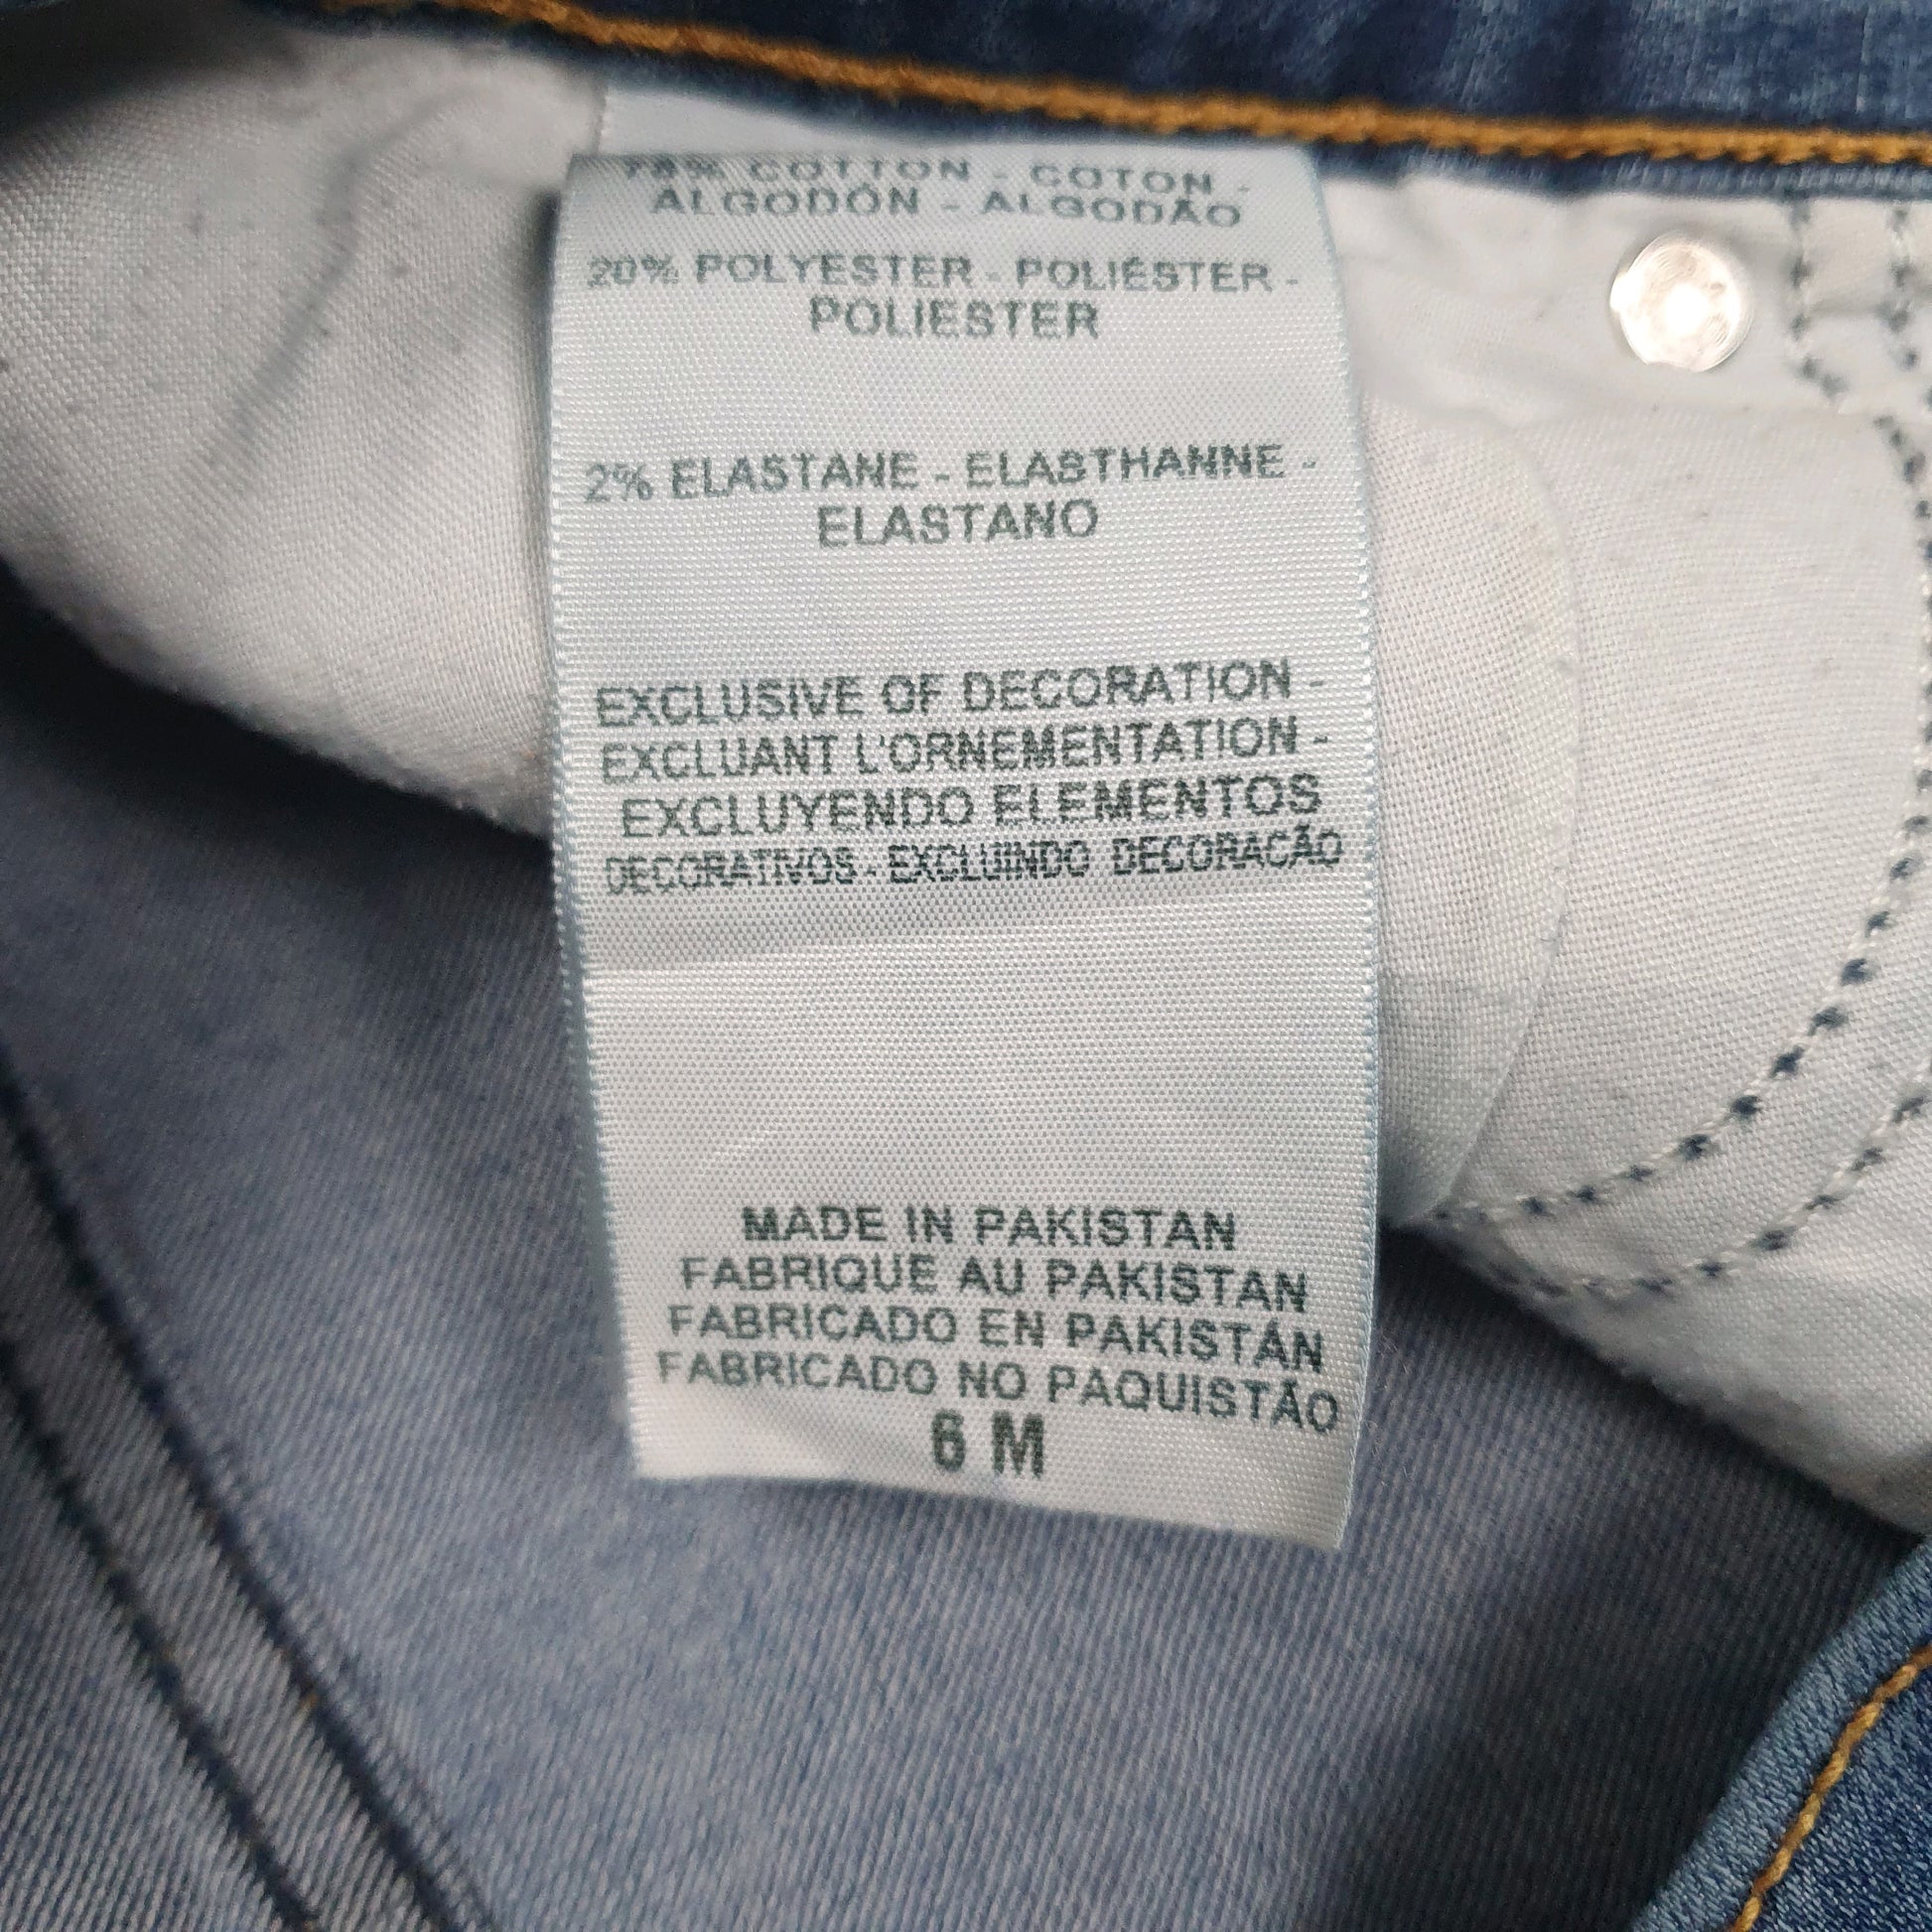 78% COTTON - COTON -
ALGODÓN - ALGODÃO
20% POLYESTER - POLIÉSTER -
POLIESTER
2% ELASTANE - ELASTHANNE -
ELASTANO
EXCLUSIVE OF DECORATION -
EXCLUANT L'ORNEMENTATION -
EXCLUYENDO ELEMENTOS
DECORATIVOS - EXCLUINDO DECORAÇÃO
MADE IN PAKISTAN
FABRIQUE AU PAKISTAN
FABRICADO EN PAKISTÁN
FABRICADO NO PAQUISTÃO
6 M